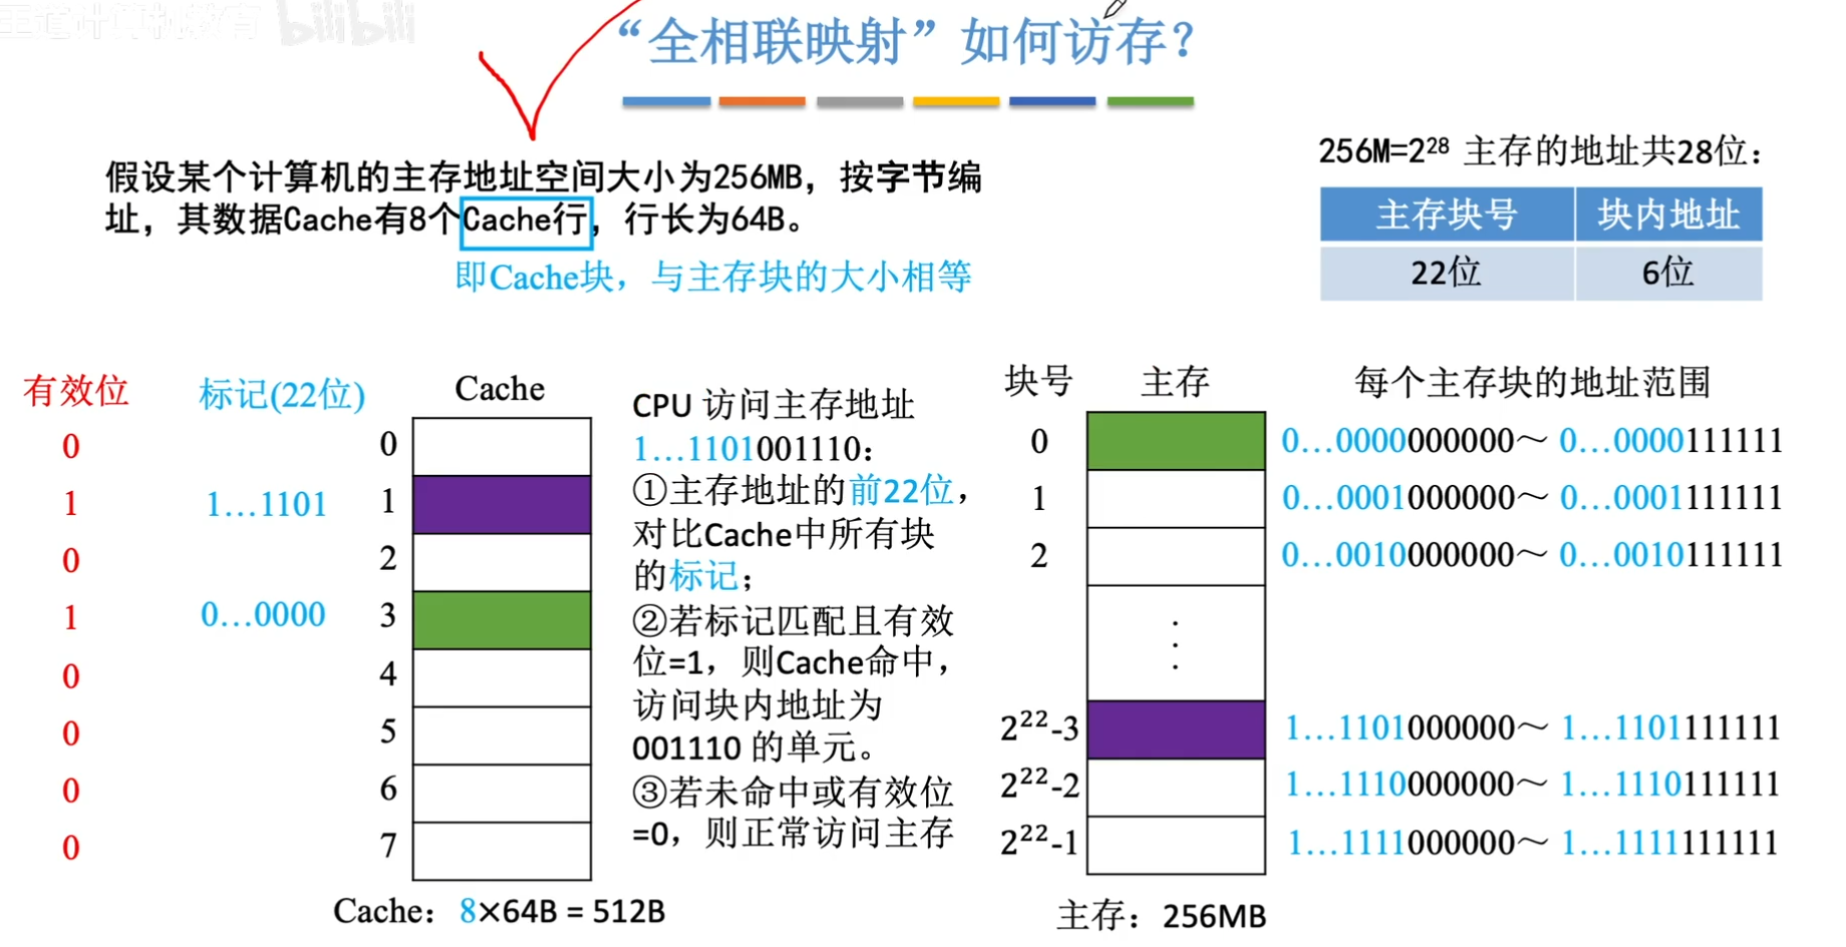 王道计算机教育 bilibili
“全相联映射”如何访存？
假设某个计算机的主存地址空间大小为256MB，按字节编
址，其数据Cache有8个Cache行，行长为64B。
即Cache块，与主存块的大小相等
256M=2²⁸ 主存的地址共28位：
主存块号 块内地址
22位 6位
有效位 标记(22位) Cache
0 0
1 1...1101 1
0 2
1 0...0000 3
0 4
0 5
0 6
0 7
Cache：8×64B = 512B
CPU 访问主存地址
1...1101001110：
①主存地址的前22位，
对比Cache中所有块
的标记；
②若标记匹配且有效
位=1，则Cache命中，
访问块内地址为
001110 的单元。
③若未命中或有效位
=0，则正常访问主存
块号 主存 每个主存块的地址范围
0 0...0000000000～ 0...0000111111
1 0...0001000000～ 0...0001111111
2 0...0010000000～ 0...0010111111
⋮
2²²-3 1...1101000000～ 1...1101111111
2²²-2 1...1110000000～ 1...1110111111
2²²-1 1...1111000000～ 1...1111111111
主存：256MB